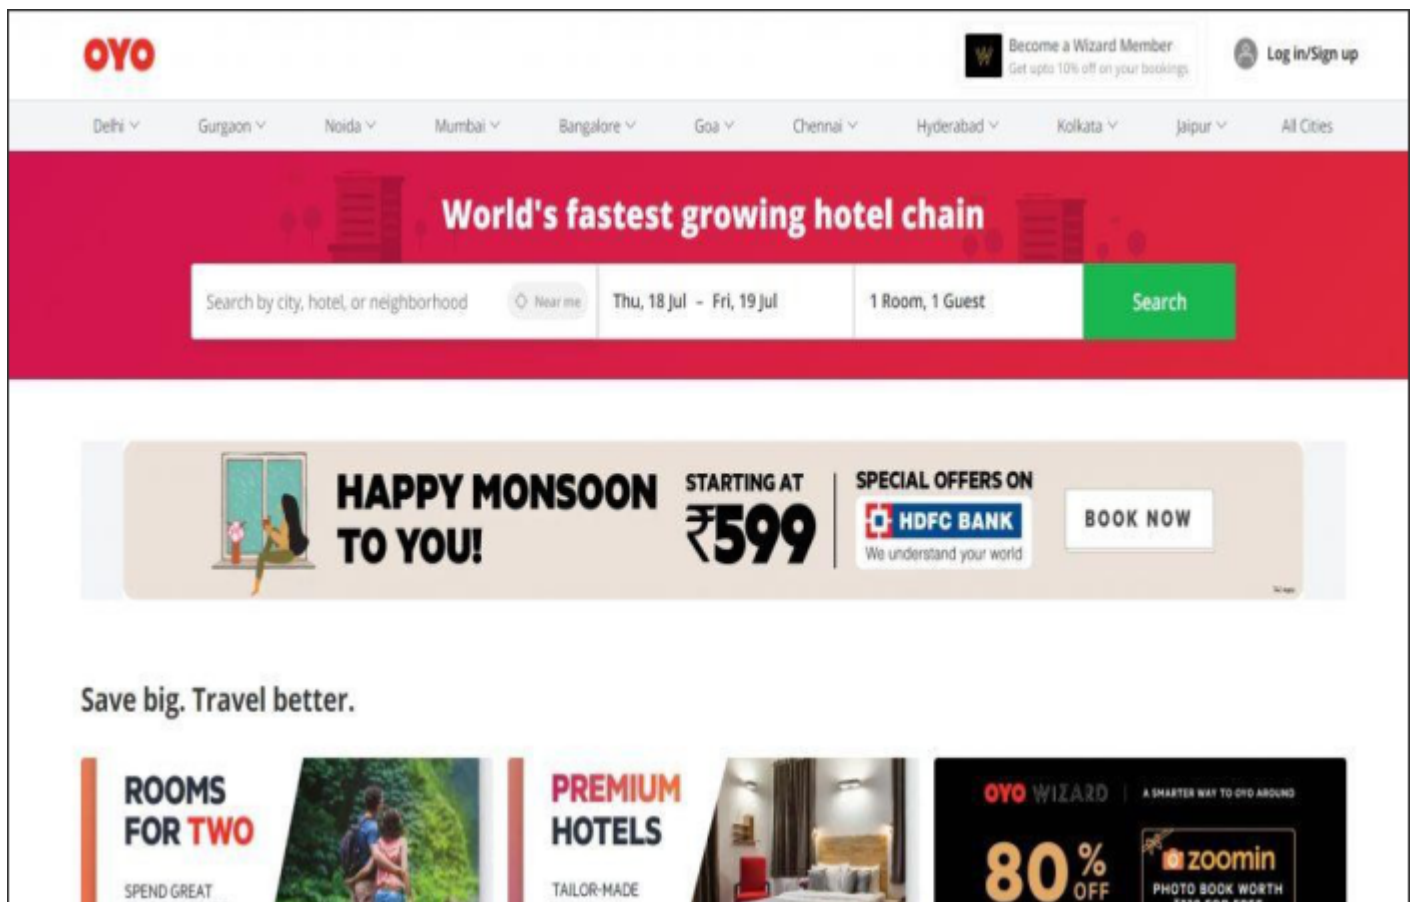 OYO
Become a Wizard Member
Get upto 10% off on your bookings
Log in/Sign up
Delhi Gurgaon Noida Mumbai Bangalore Goa Chennai Hyderabad Kolkata Jaipur All Cities
World's fastest growing hotel chain
Search by city, hotel, or neighborhood
Near me
Thu, 18 Jul – Fri, 19 Jul
1 Room, 1 Guest
Search
HAPPY MONSOON
TO YOU!
STARTING AT
₹599
SPECIAL OFFERS ON
HDFC BANK
We understand your world
BOOK NOW
Save big. Travel better.
ROOMS
FOR TWO
SPEND GREAT
PREMIUM
HOTELS
TAILOR-MADE
OYO WIZARD
A SMARTER WAY TO OYO AROUND
80% OFF
zoomin
PHOTO BOOK WORTH